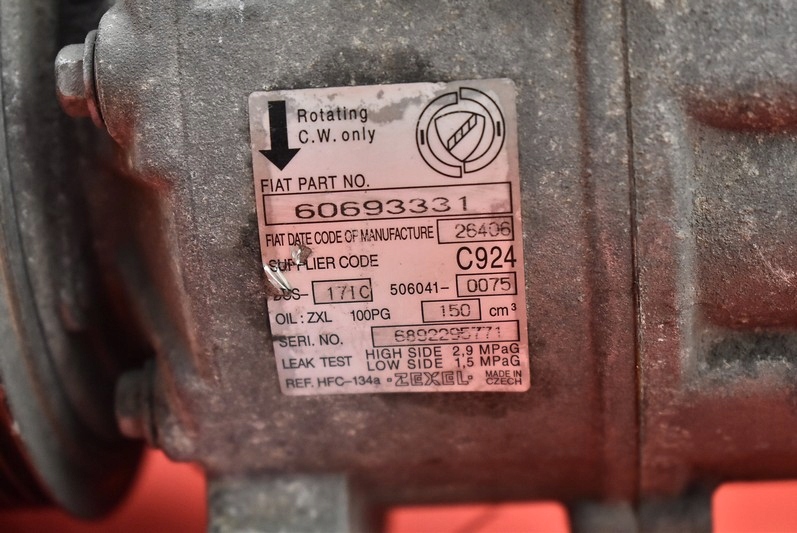 Rotating
C.W. only
FIAT PART NO.
60693331
FIAT DATE CODE OF MANUFACTURE 26406
SUPPLIER CODE C924
171C 506041- 0075
OIL: ZXL 100PG 150 cm³
SERI. NO. 6892295771
LEAK TEST HIGH SIDE 2,9 MPaG
LOW SIDE 1,5 MPaG
REF. HFC-134a ·ZEXEL· MADE IN
CZECH